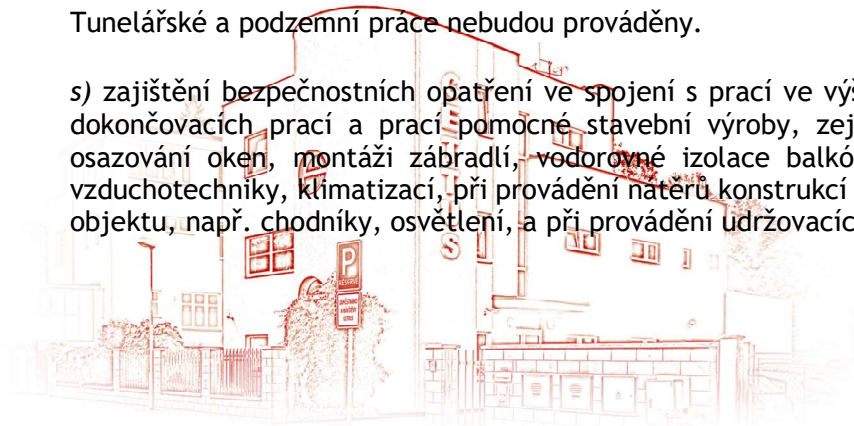 Tunelářské a podzemní práce nebudou prováděny.
s) zajištění bezpečnostních opatření ve spojení s prací ve výš
dokončovacích prací a prací pomocné stavební výroby, zej
osazování oken, montáži zábradlí, vodorovné izolace balkó
vzduchotechniky, klimatizací, při provádění nátěrů konstrukcí
objektu, např. chodníky, osvětlení, a při provádění udržovacíc
P
RESERVÉ